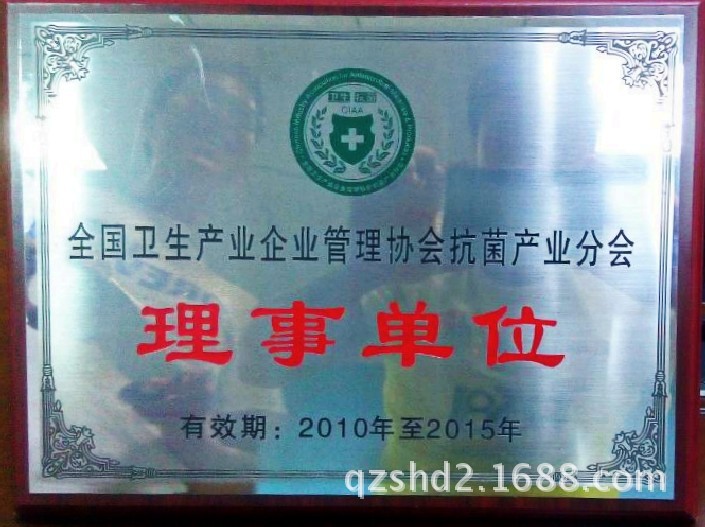 卫生 抗菌
CIAA
全国卫生产业企业管理协会抗菌产业分会
理事单位
有效期：2010年至2015年
qzshd2.1688.com